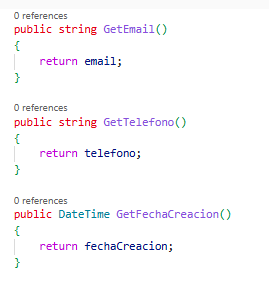 0 references
public string GetEmail()
{
    return email;
}
0 references
public string GetTelefono()
{
    return telefono;
}
0 references
public DateTime GetFechaCreacion()
{
    return fechaCreacion;
}